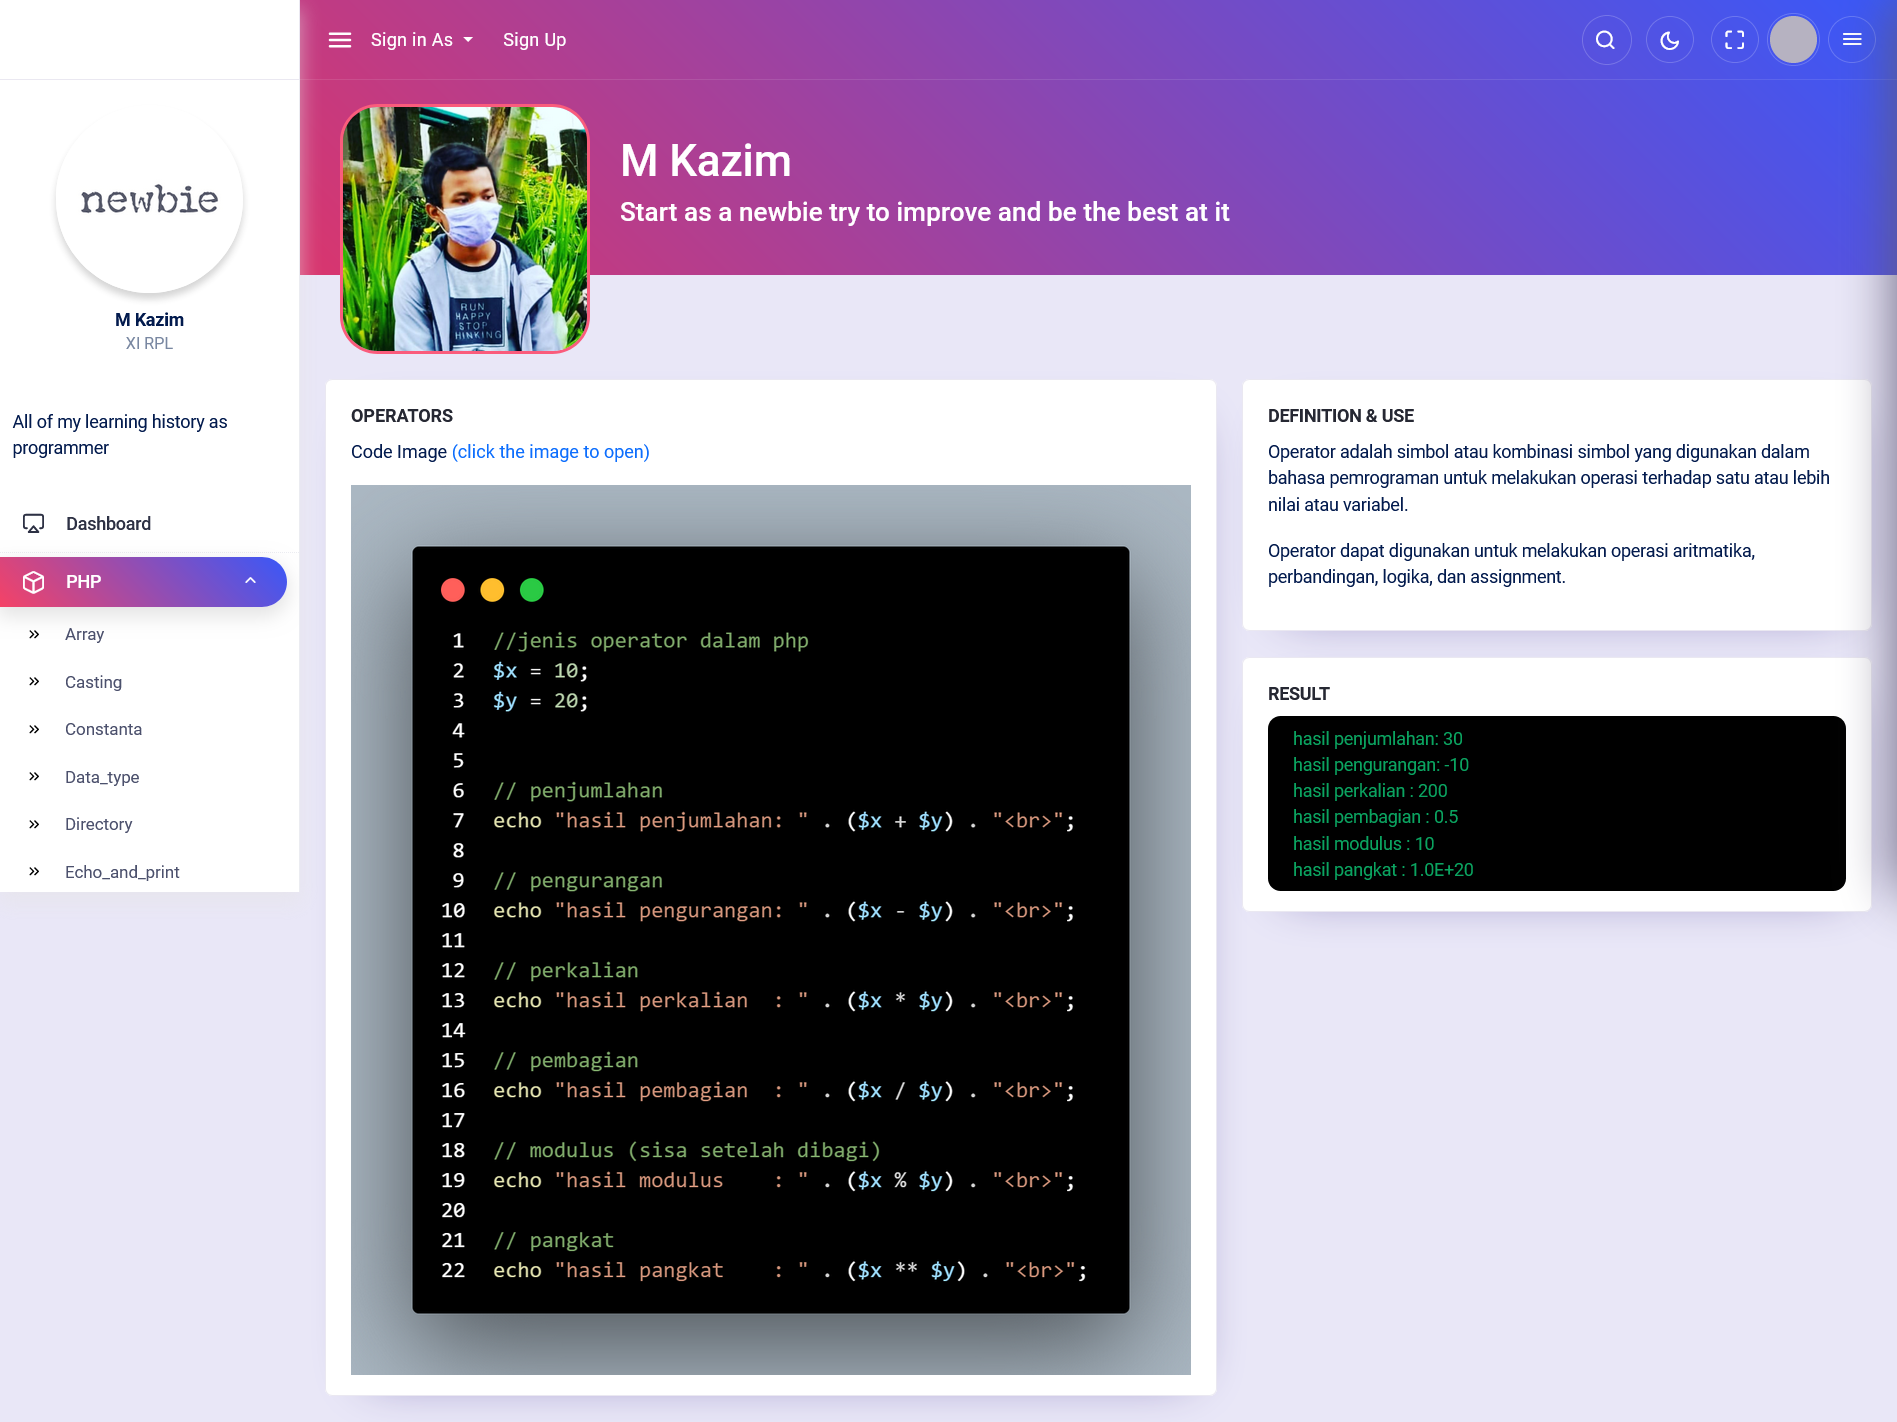 Sign in As
Sign Up
newbie
M Kazim
XI RPL
All of my learning history as
programmer
Dashboard
PHP
Array
Casting
Constanta
Data_type
Directory
Echo_and_print
M Kazim
Start as a newbie try to improve and be the best at it
RUN
HAPPY
STOP
HINKING
OPERATORS
Code Image (click the image to open)
1 //jenis operator dalam php
2 $x = 10;
3 $y = 20;
4
5
6 // penjumlahan
7 echo "hasil penjumlahan: " . ($x + $y) . "<br>";
8
9 // pengurangan
10 echo "hasil pengurangan: " . ($x - $y) . "<br>";
11
12 // perkalian
13 echo "hasil perkalian  : " . ($x * $y) . "<br>";
14
15 // pembagian
16 echo "hasil pembagian  : " . ($x / $y) . "<br>";
17
18 // modulus (sisa setelah dibagi)
19 echo "hasil modulus    : " . ($x % $y) . "<br>";
20
21 // pangkat
22 echo "hasil pangkat    : " . ($x ** $y) . "<br>";
DEFINITION & USE
Operator adalah simbol atau kombinasi simbol yang digunakan dalam
bahasa pemrograman untuk melakukan operasi terhadap satu atau lebih
nilai atau variabel.
Operator dapat digunakan untuk melakukan operasi aritmatika,
perbandingan, logika, dan assignment.
RESULT
hasil penjumlahan: 30
hasil pengurangan: -10
hasil perkalian : 200
hasil pembagian : 0.5
hasil modulus : 10
hasil pangkat : 1.0E+20